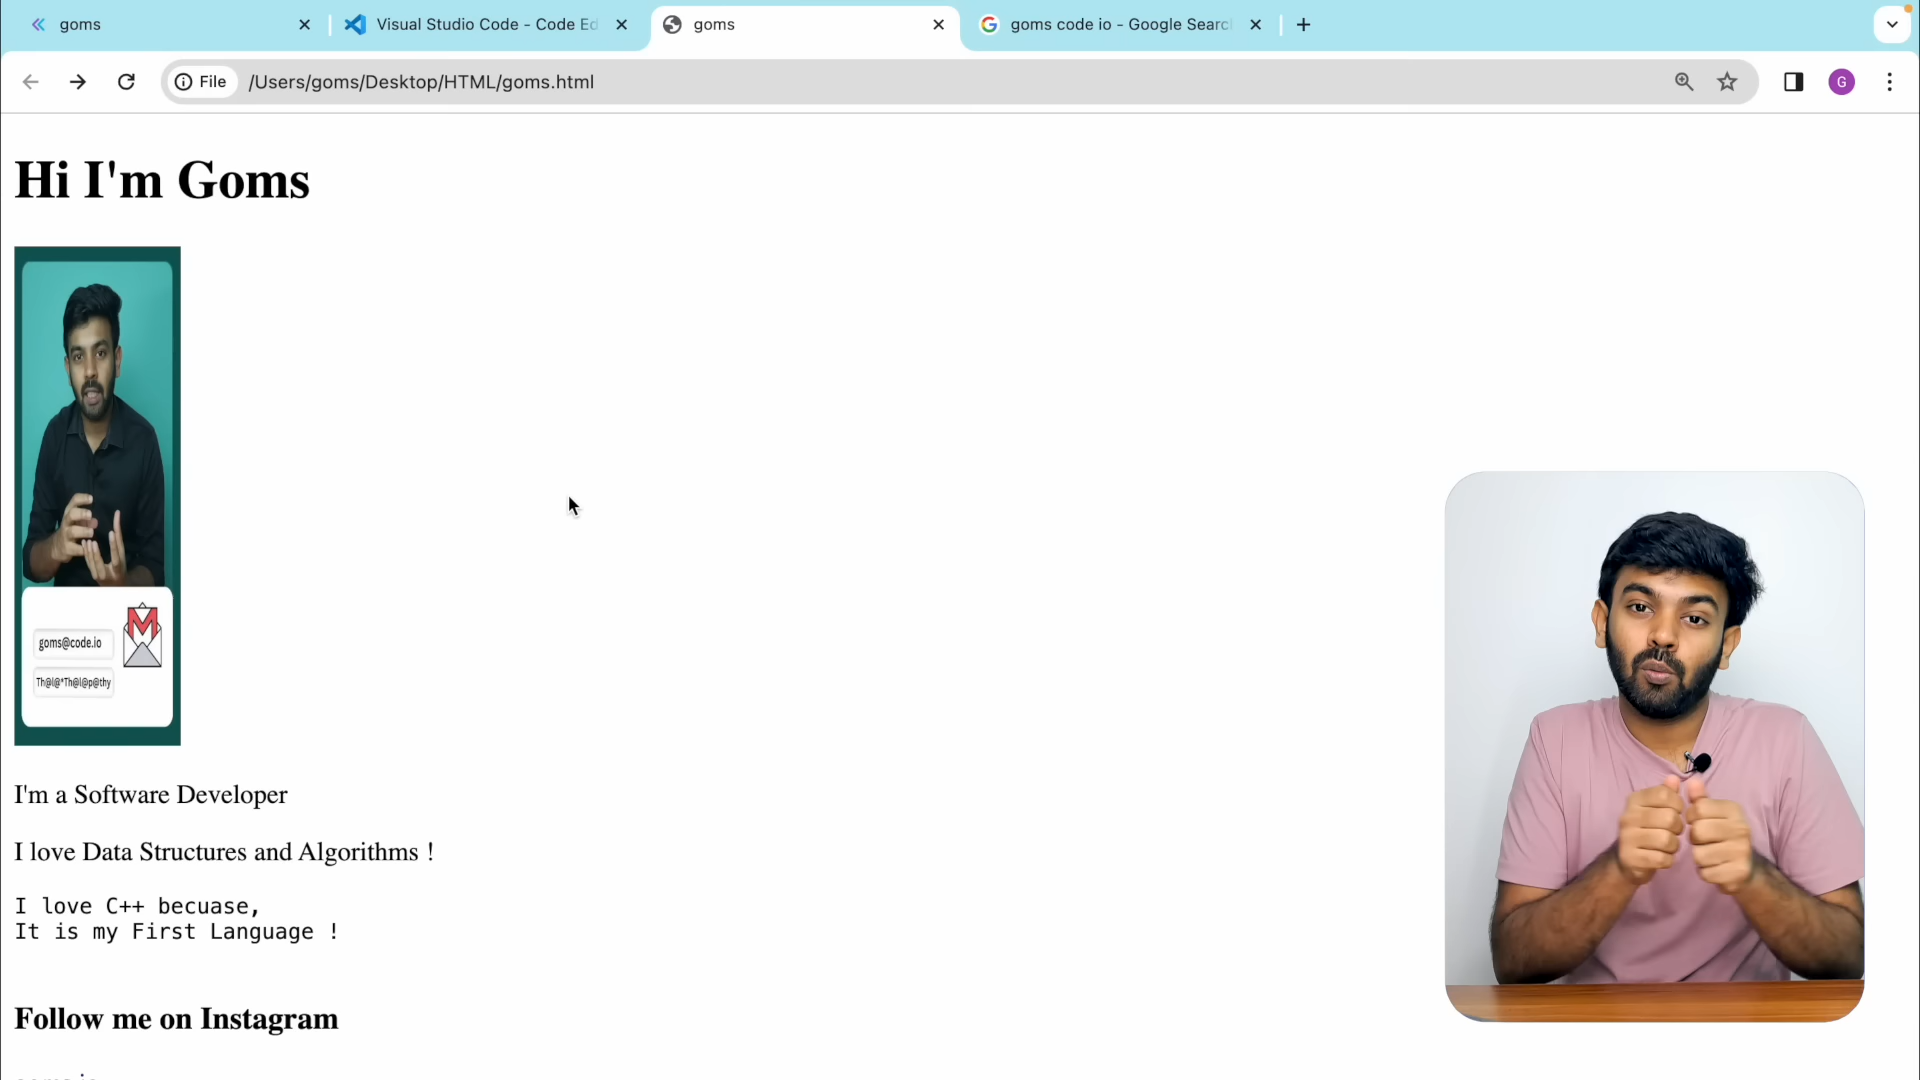 goms
Visual Studio Code - Code Ed
goms
goms code io - Google Searc
File
/Users/goms/Desktop/HTML/goms.html
G
Hi I'm Goms
goms@code.io
Th@l@*Th@l@p@thy
I'm a Software Developer
I love Data Structures and Algorithms !
I love C++ becuase,
It is my First Language !
Follow me on Instagram